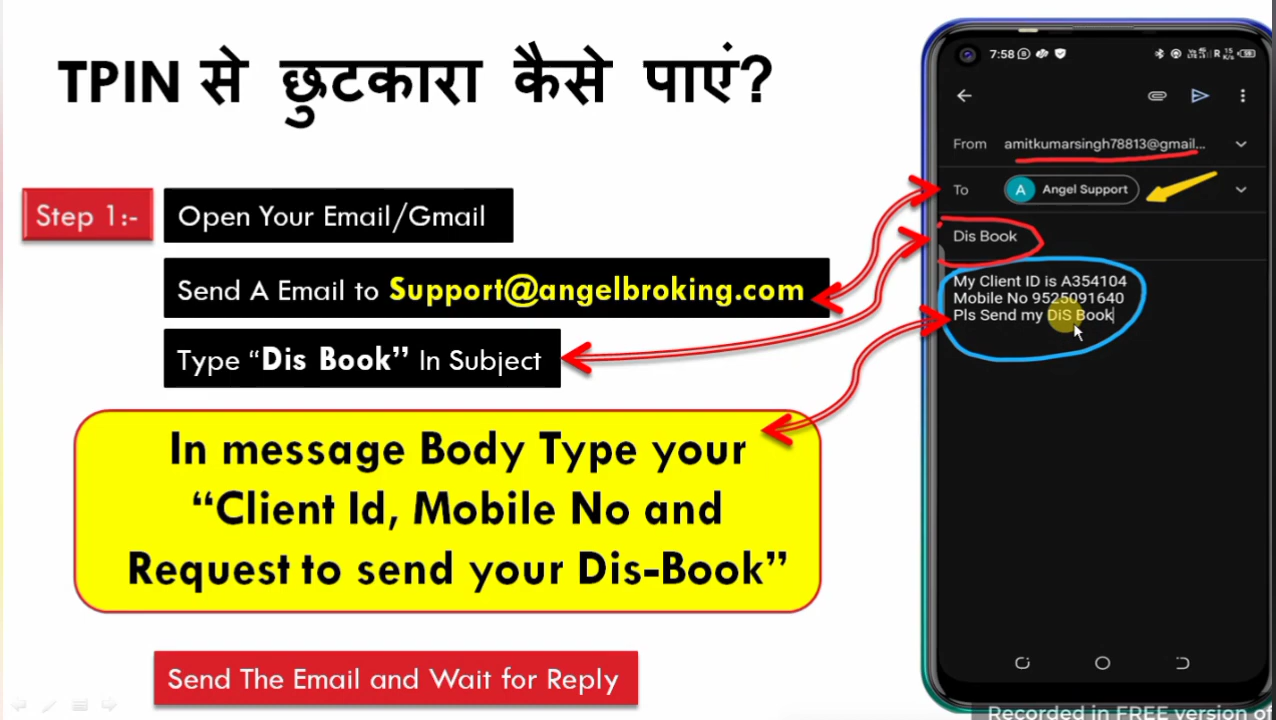 TPIN से छुटकारा कैसे पाएं?
Step 1:-
Open Your Email/Gmail
Send A Email to Support@angelbroking.com
Type “Dis Book” In Subject
In message Body Type your
“Client Id, Mobile No and
Request to send your Dis-Book”
Send The Email and Wait for Reply
7:58
From amitkumarsingh78813@gmail...
To A Angel Support
Dis Book
My Client ID is A354104
Mobile No 9525091640
Pls Send my DiS Book
Recorded in FREE version of